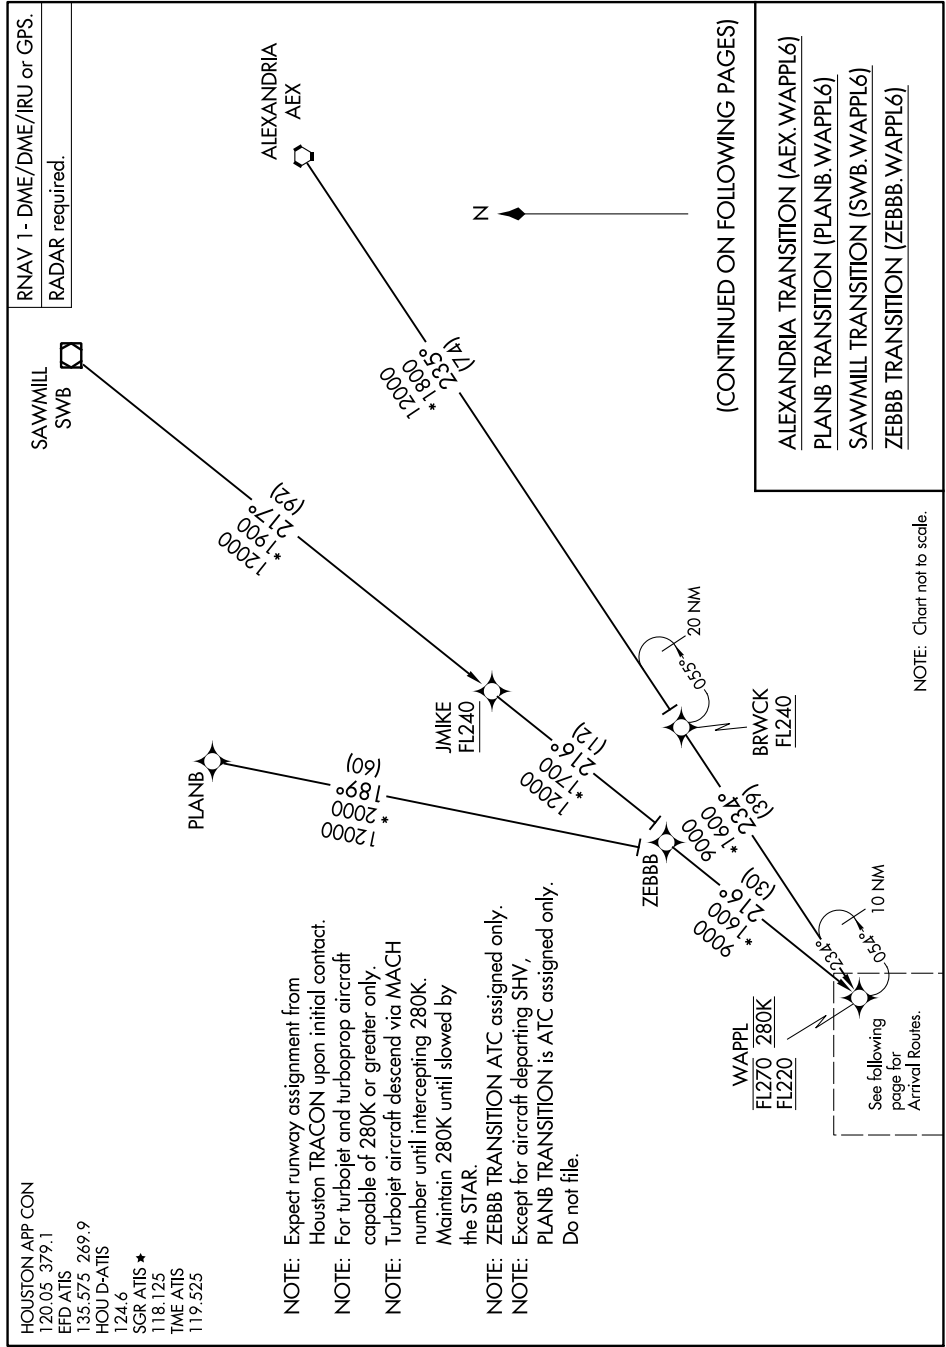 HOUSTON APP CON
120.05 379.1
EFD ATIS
135.575 269.9
HOU D-ATIS
124.6
SGR ATIS ★
118.125
TME ATIS
119.525
RNAV 1- DME/DME/IRU or GPS.
RADAR required.
SAWMILL
SWB
ALEXANDRIA
AEX
PLANB
12000
*2000
189°
(60)
12000
*1900
217°
(92)
12000
*1800
235°
(74)
N
JMIKE
FL240
12000
*1700
216°
(12)
ZEBBB
9000
*1600
216°
(30)
9000
*1600
234°
(39)
BRWCK
FL240
055°
20 NM
WAPPL
FL270 280K
FL220
234°
054°
10 NM
See following
page for
Arrival Routes.
NOTE: Expect runway assignment from
Houston TRACON upon initial contact.
NOTE: For turbojet and turboprop aircraft
capable of 280K or greater only.
NOTE: Turbojet aircraft descend via MACH
number until intercepting 280K.
Maintain 280K until slowed by
the STAR.
NOTE: ZEBBB TRANSITION ATC assigned only.
NOTE: Except for aircraft departing SHV,
PLANB TRANSITION is ATC assigned only.
Do not file.
(CONTINUED ON FOLLOWING PAGES)
ALEXANDRIA TRANSITION (AEX.WAPPL6)
PLANB TRANSITION (PLANB.WAPPL6)
SAWMILL TRANSITION (SWB.WAPPL6)
ZEBBB TRANSITION (ZEBBB.WAPPL6)
NOTE: Chart not to scale.